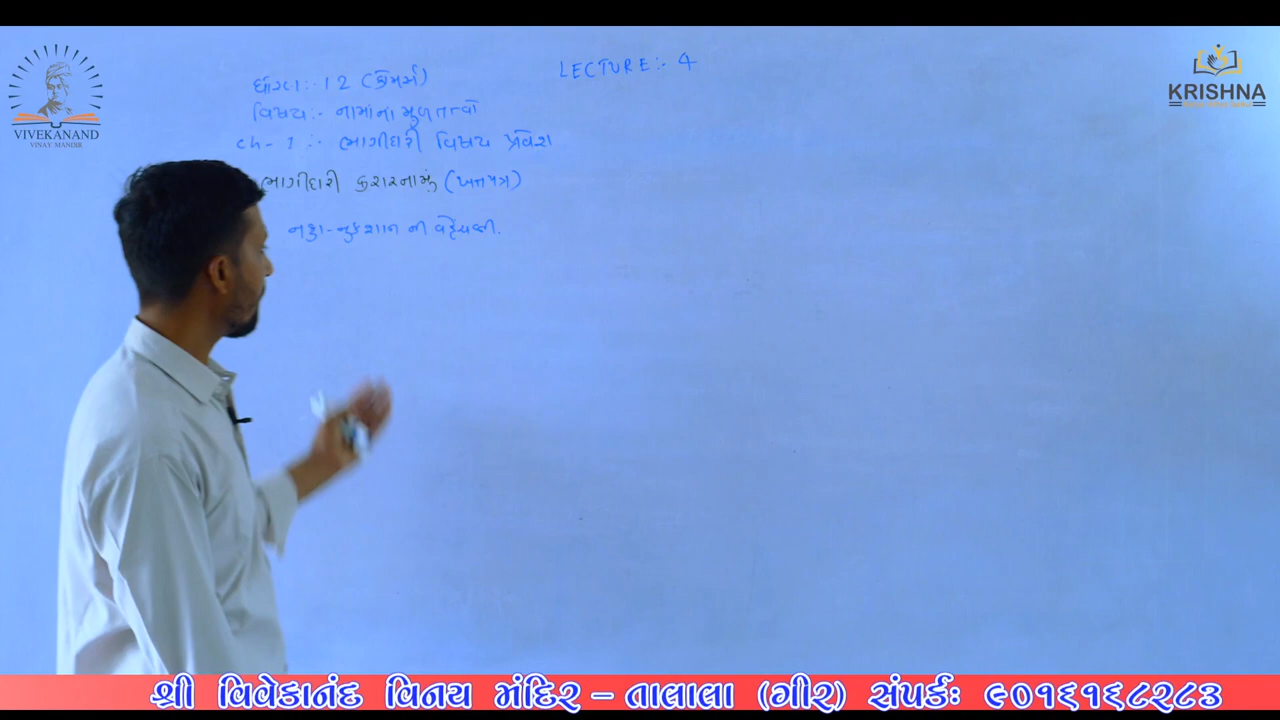 LECTURE:- 4
ધોરણ:- 12 (કોમર્સ)
વિષય:- નામાના મુળતત્વો
ch- 1 :- ભાગીદારી વિષય પ્રવેશ
ભાગીદારી કરારનામું (ખતપત્ર)
નફા-નુકશાન ની વહેંચણી.
VIVEKANAND
VINAY MANDIR
KRISHNA
શ્રી વિવેકાનંદ વિનય મંદિર – તાલાલા (ગીર) સંપર્કઃ ૯૦૧૬૧૬૮૨૮૩